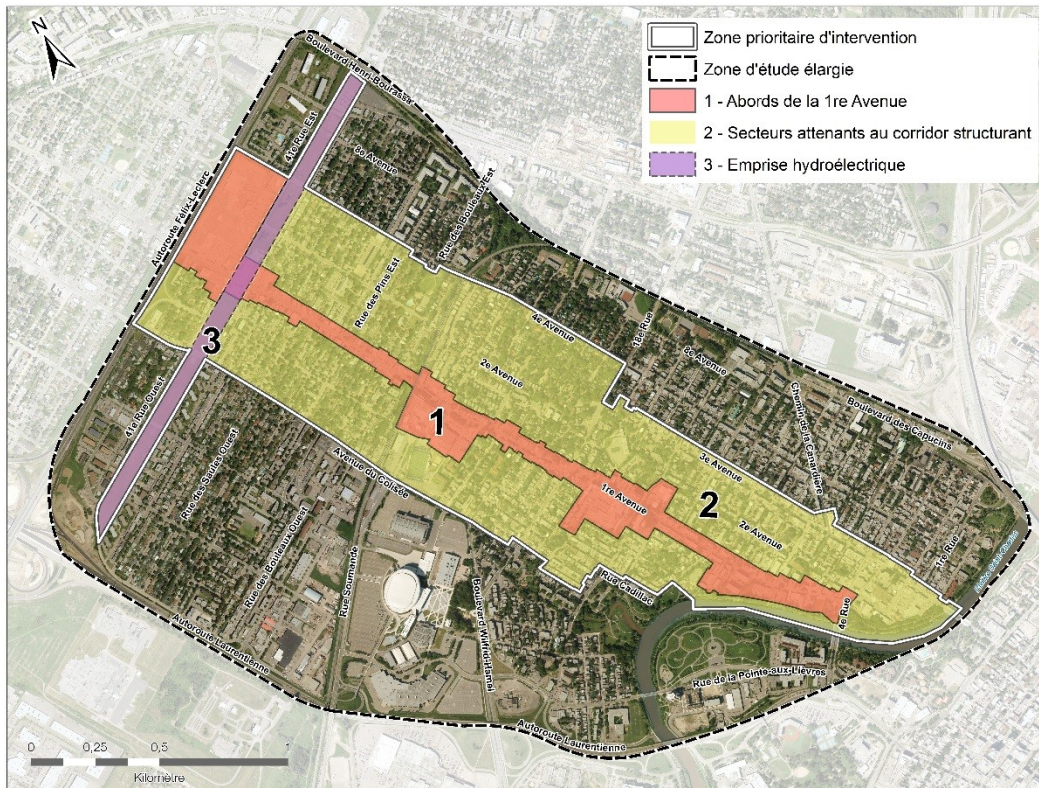 N
Zone prioritaire d'intervention
Zone d'étude élargie
1 - Abords de la 1re Avenue
2 - Secteurs attenants au corridor structurant
3 - Emprise hydroélectrique
Boulevard Henri-Bourassa
41e Rue Est
8e Avenue
Rue des Bouleaux Est
Autoroute Félix-Leclerc
Rue des Pins Est
4e Avenue
18e Rue
8e Avenue
3
2e Avenue
Chemin de la Canardière
Boulevard des Capucins
41e Rue Ouest
1
3e Avenue
Rue des Saules Ouest
Avenue du Colisée
1re Avenue
2
2e Avenue
1re Rue
Rivière Saint-Charles
Rue des Bouleaux Ouest
Rue Soumande
Boulevard Wilfrid-Hamel
Rue Cadillac
4e Rue
Autoroute Laurentienne
Rue de la Pointe-aux-Lièvres
Autoroute Laurentienne
0 0,25 0,5 1
Kilomètre